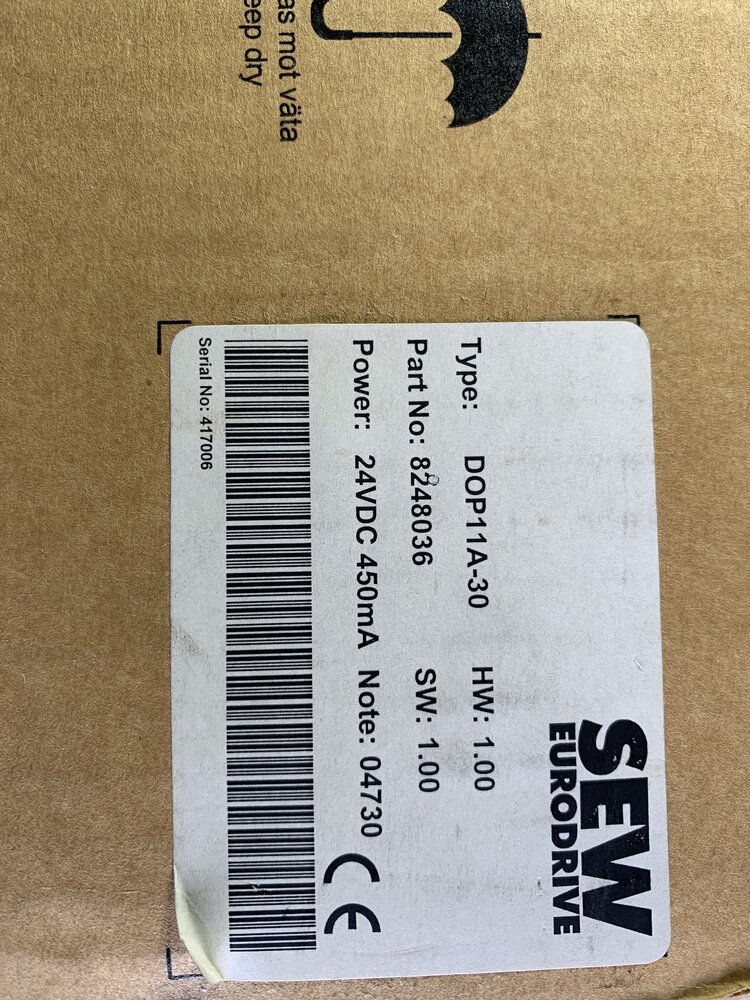 as mot väta
eep dry
SEW
EURODRIVE
Type: DOP11A-30 HW: 1.00
Part No: 8248036 SW: 1.00
Power: 24VDC 450mA Note: 04730
CE
Serial No: 417006